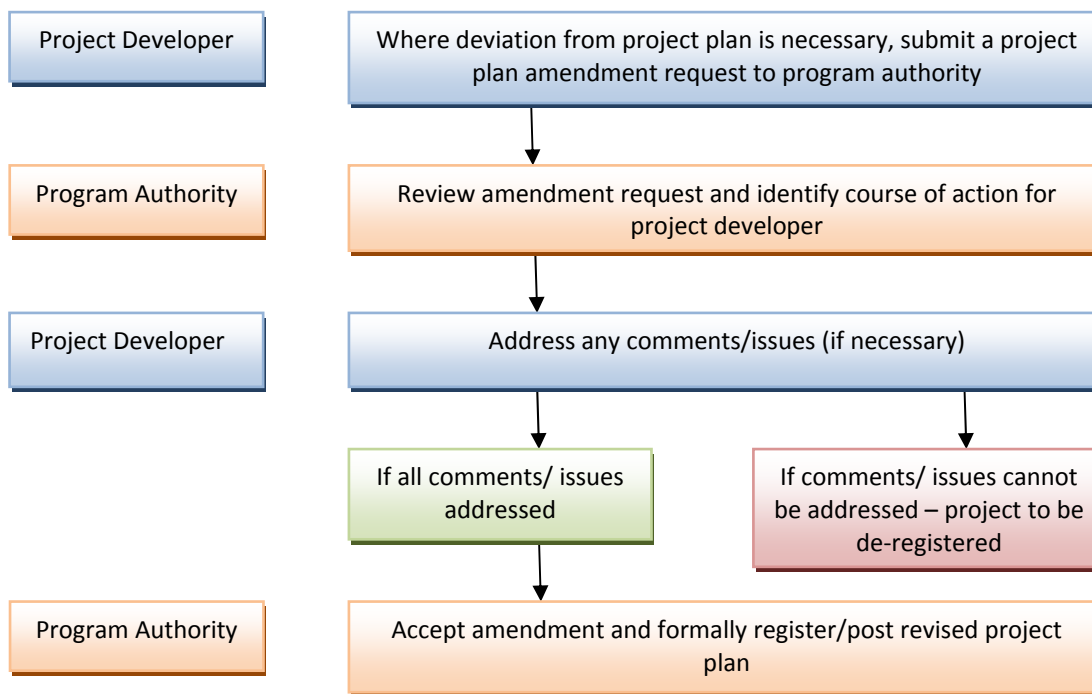 Project Developer
Where deviation from project plan is necessary, submit a project
plan amendment request to program authority
Program Authority
Review amendment request and identify course of action for
project developer
Project Developer
Address any comments/issues (if necessary)
If all comments/ issues
addressed
If comments/ issues cannot
be addressed – project to be
de-registered
Program Authority
Accept amendment and formally register/post revised project
plan